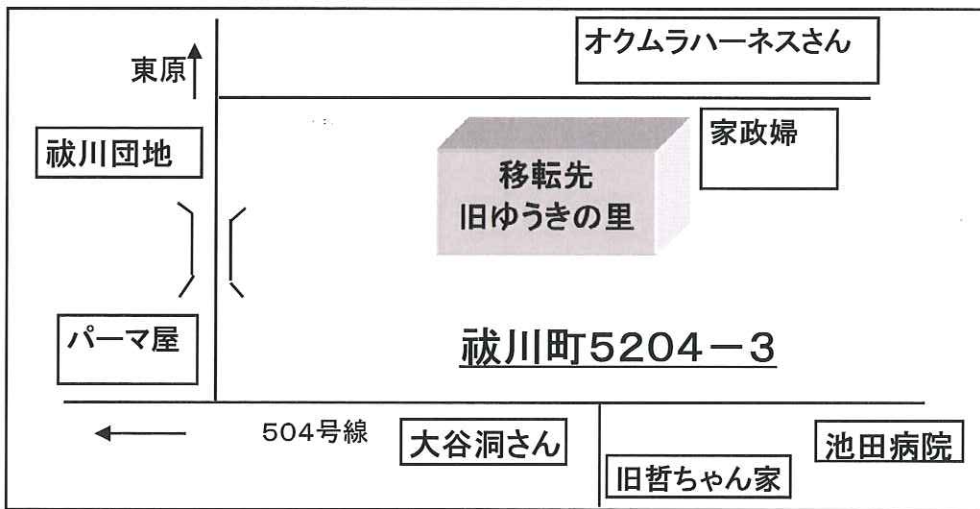 オクムラハーネスさん
東原
家政婦
祓川団地
移転先
旧ゆうきの里
パーマ屋
祓川町5204－3
504号線
大谷洞さん
池田病院
旧哲ちゃん家